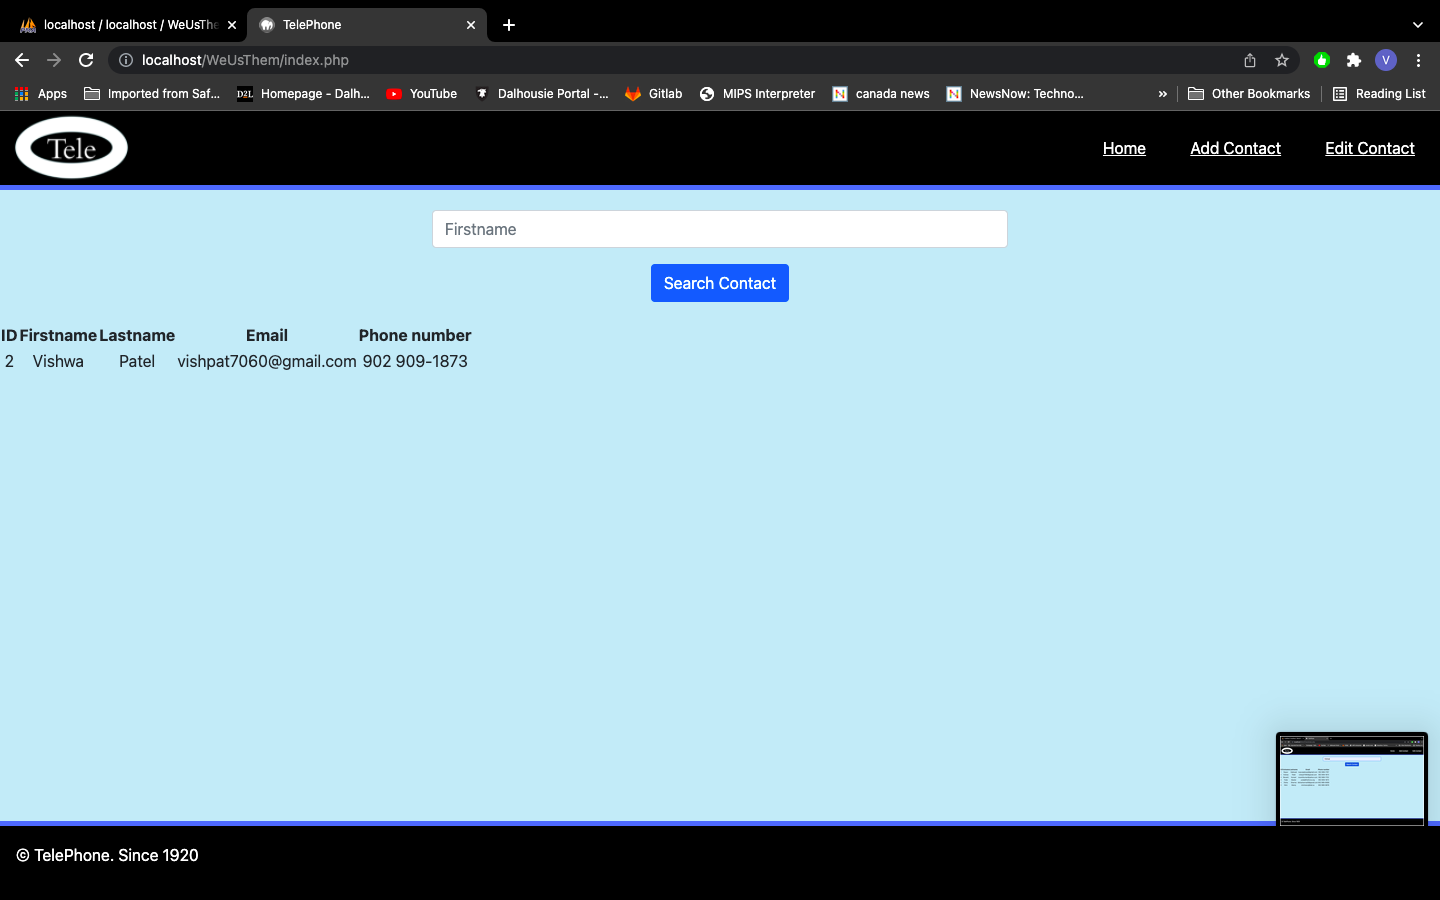 localhost / localhost / WeUsThe
TelePhone
localhost/WeUsThem/index.php
V
Apps
Imported from Saf...
D2L
Homepage - Dalh...
YouTube
Dalhousie Portal -...
Gitlab
MIPS Interpreter
N
canada news
N
NewsNow: Techno...
»
Other Bookmarks
Reading List
Tele
Home
Add Contact
Edit Contact
Firstname
Search Contact
ID Firstname Lastname Email Phone number
2 Vishwa Patel vishpat7060@gmail.com 902 909-1873
© TelePhone. Since 1920